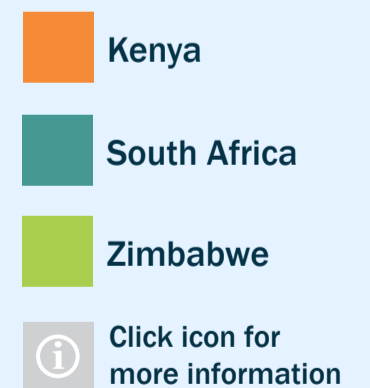 Kenya
South Africa
Zimbabwe
Click icon for
more information